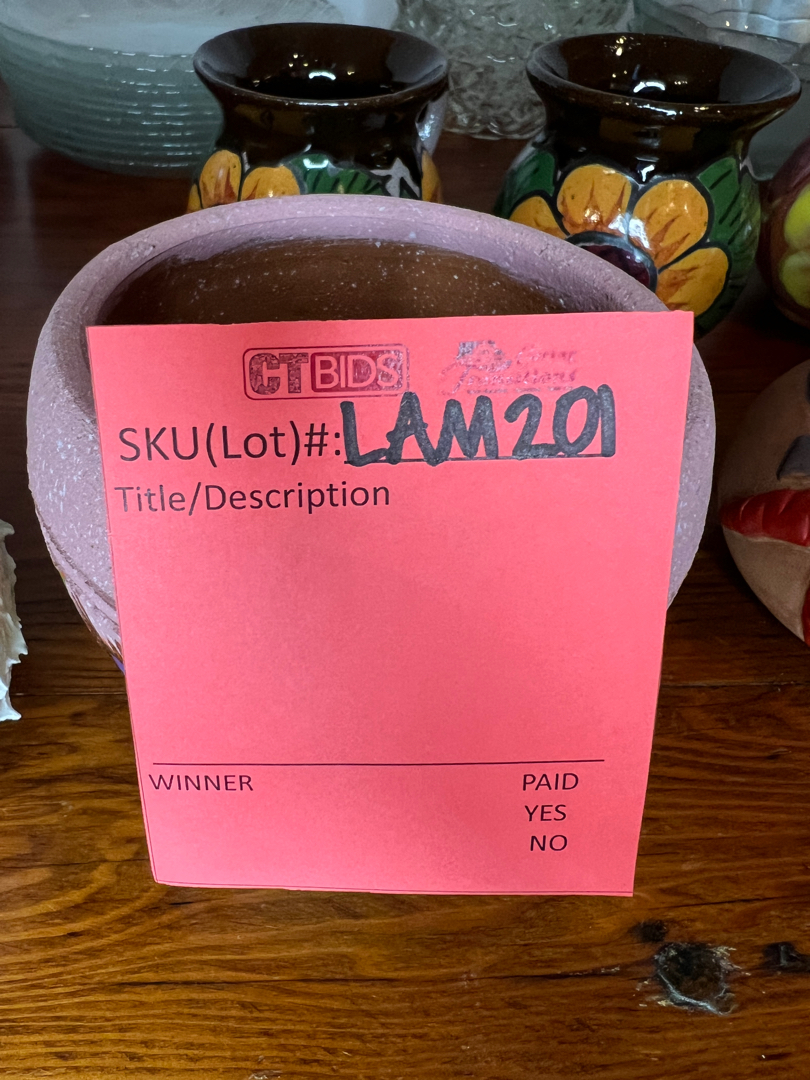 CTBIDS
SKU(Lot)#: LAM201
Title/Description
WINNER PAID
YES
NO